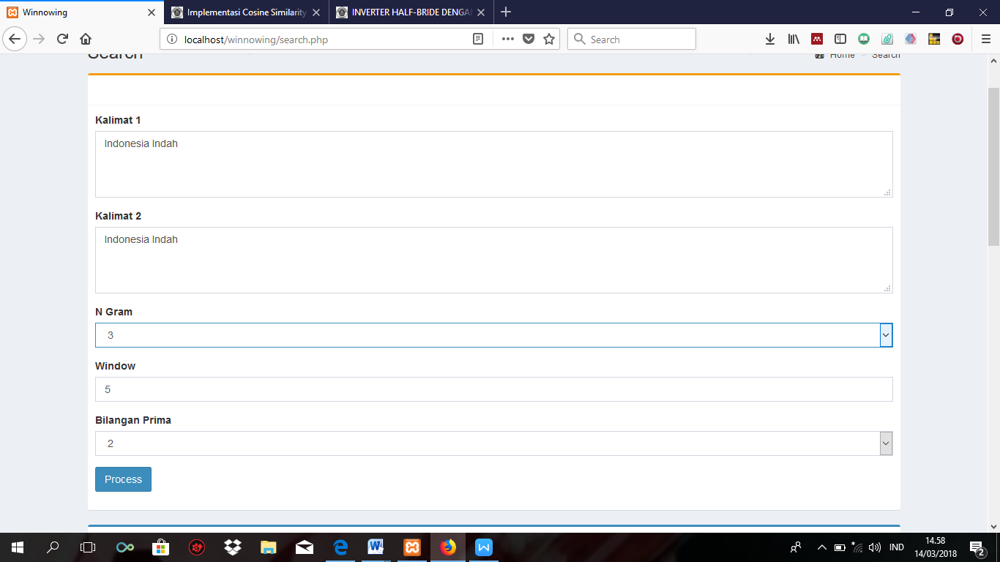 Winnowing
Implementasi Cosine Similarity
INVERTER HALF-BRIDE DENGA
localhost/winnowing/search.php
Search
Search
Home > Search
Kalimat 1
Indonesia Indah
Kalimat 2
Indonesia Indah
N Gram
3
Window
5
Bilangan Prima
2
Process
IND
14.58
14/03/2018
2